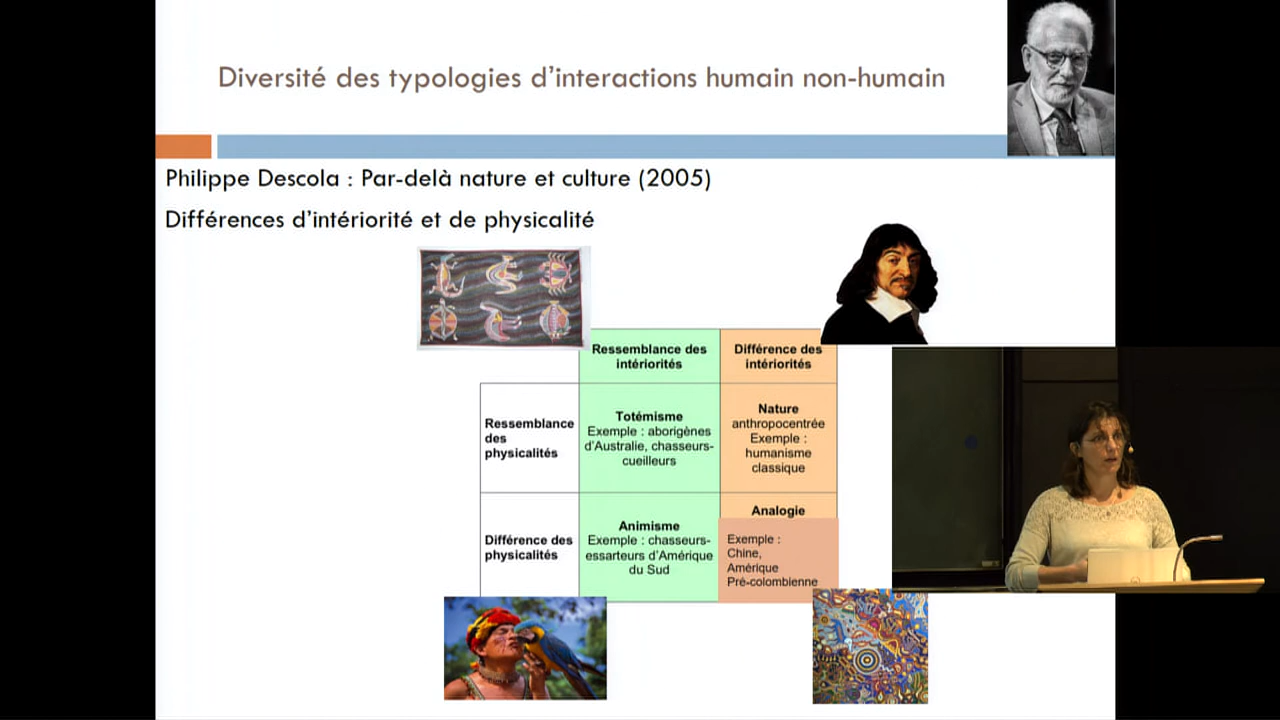 Diversité des typologies d'interactions humain non-humain
Philippe Descola : Par-delà nature et culture (2005)
Différences d'intériorité et de physicalité
Ressemblance des
intériorités
Différence des
intériorités
Ressemblance
des
physicalités
Totémisme
Exemple : aborigènes
d'Australie, chasseurs-
cueilleurs
Nature
anthropocentrée
Exemple :
humanisme
classique
Différence des
physicalités
Animisme
Exemple : chasseurs-
essarteurs d'Amérique
du Sud
Analogie
Exemple :
Chine,
Amérique
Pré-colombienne